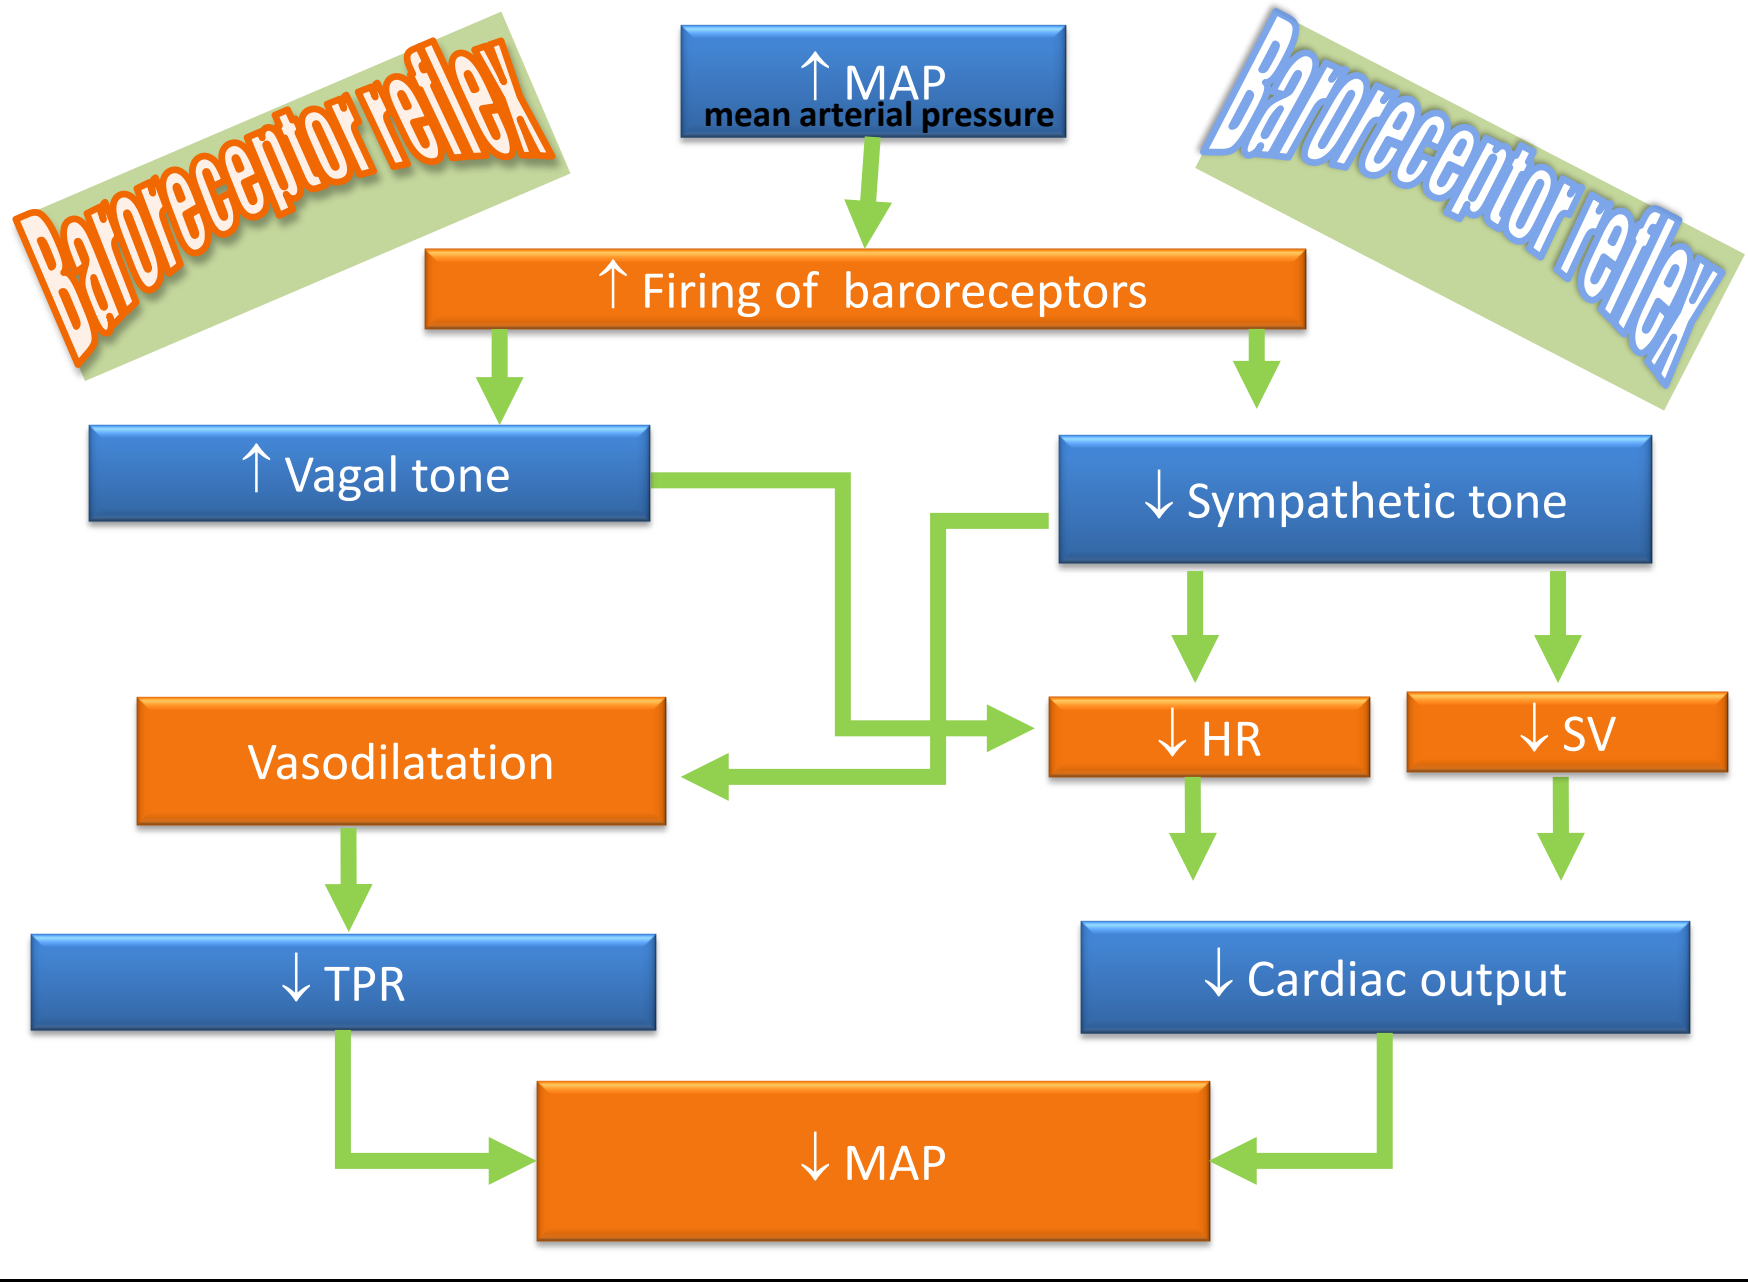 Baroreceptor reflex
↑ MAP
mean arterial pressure
Baroreceptor reflex
↑ Firing of baroreceptors
↑ Vagal tone
↓ Sympathetic tone
Vasodilatation
↓ HR
↓ SV
↓ TPR
↓ Cardiac output
↓ MAP